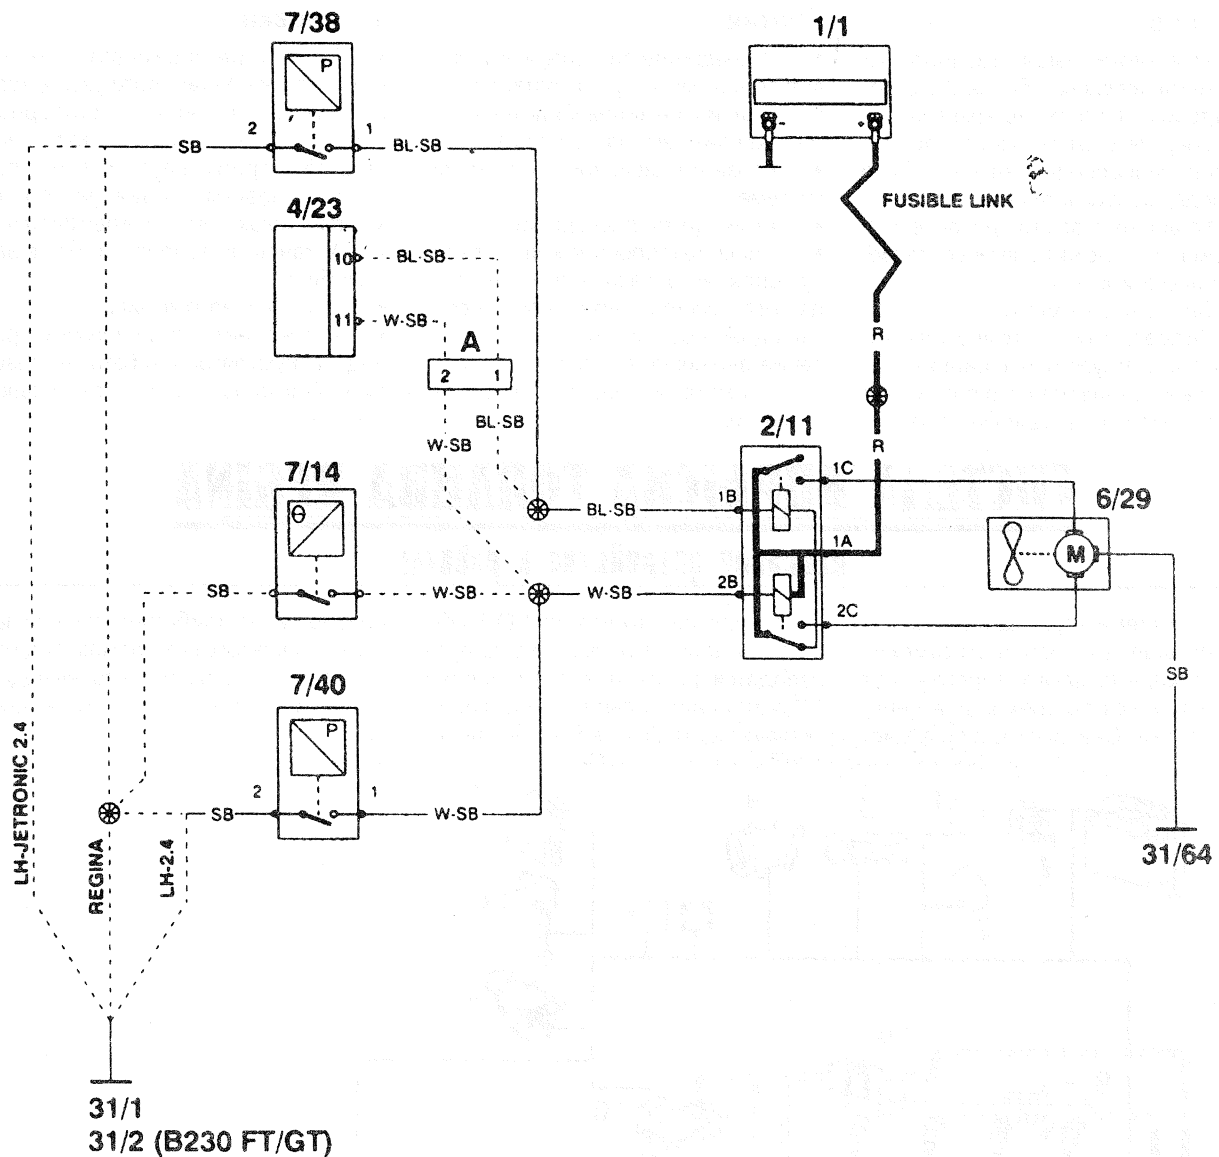 7/38
1/1
P
2
1
SB
BL-SB
-
+
FUSIBLE LINK
4/23
10
BL-SB
11
W-SB
R
A
2
1
BL-SB
W-SB
R
2/11
7/14
1C
6/29
θ
1B
BL-SB
1A
M
2B
SB
W-SB
W-SB
2C
SB
7/40
P
2
1
SB
W-SB
LH-JETRONIC 2.4
REGINA
LH-2.4
31/64
31/1
31/2 (B230 FT/GT)